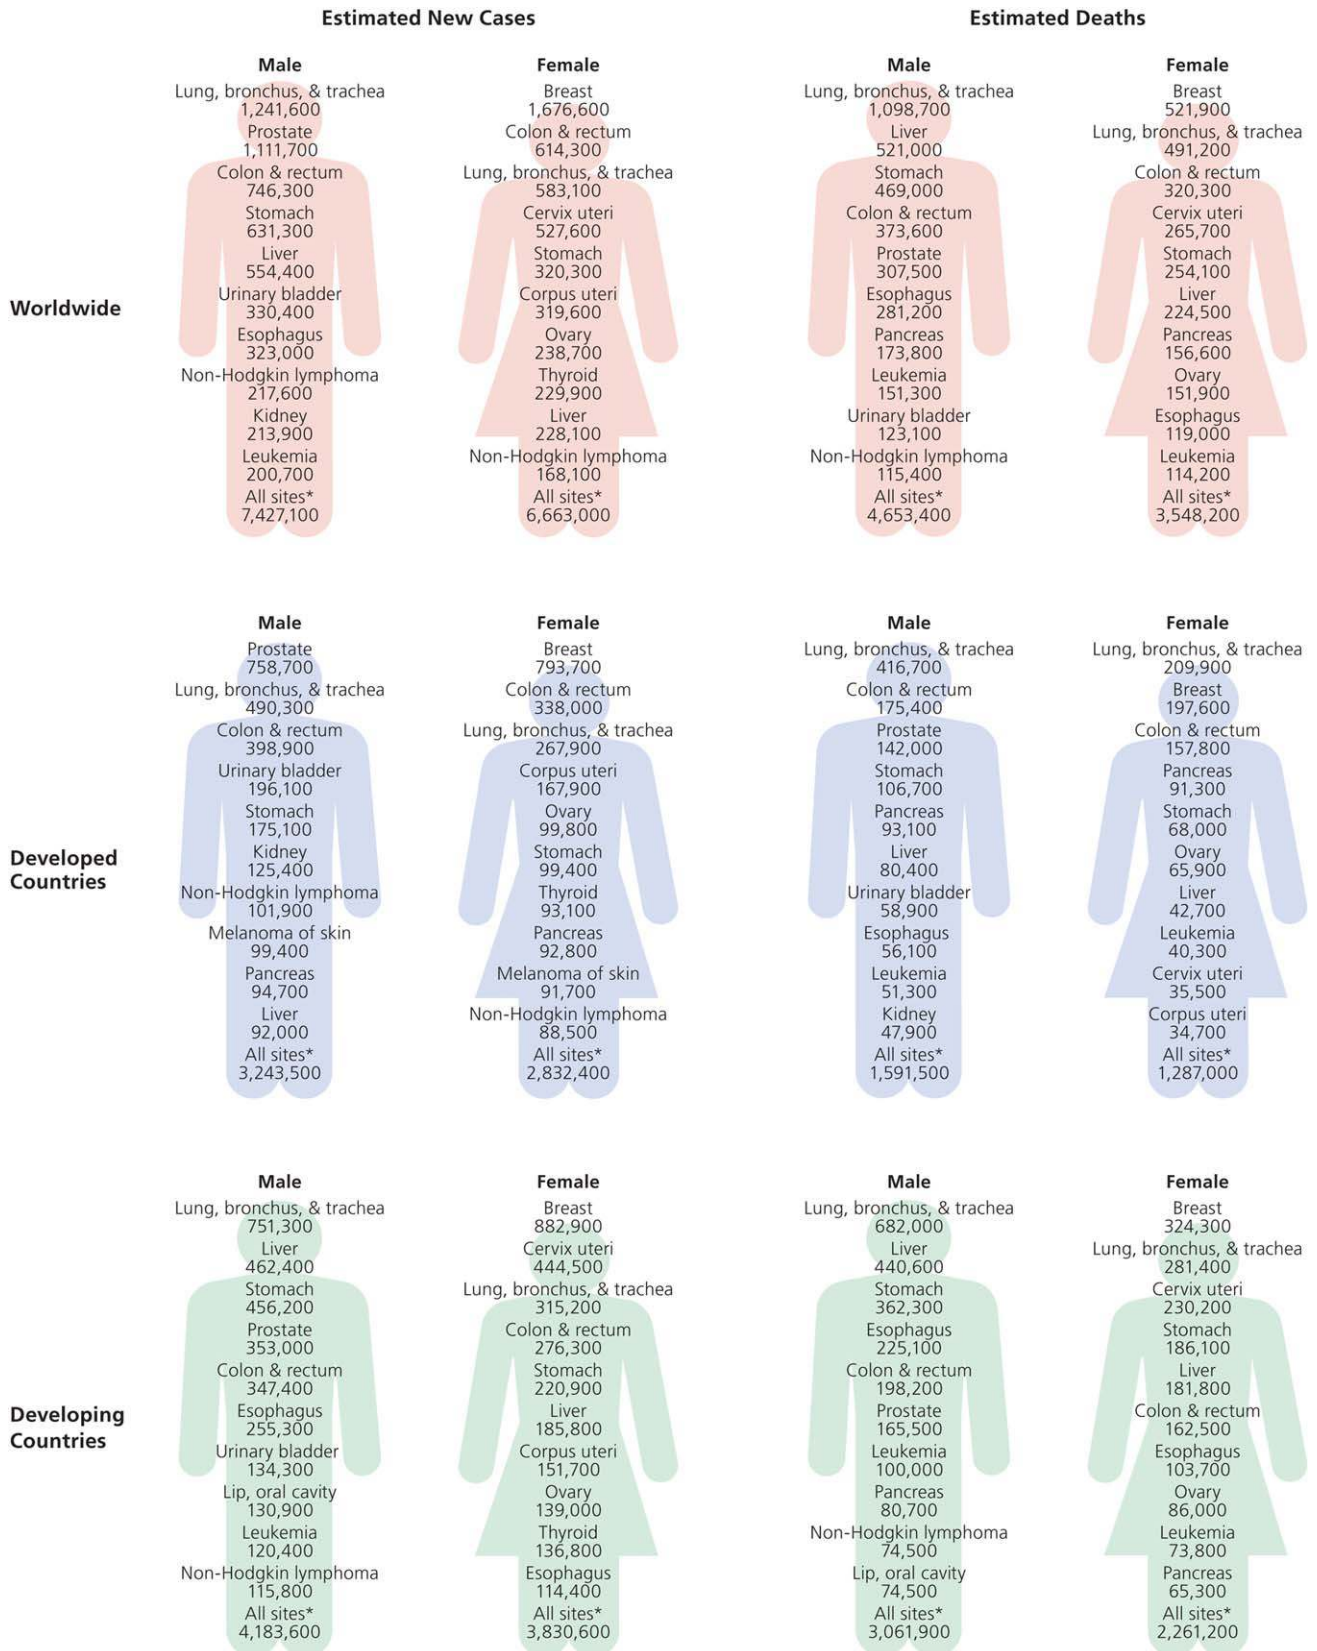 Estimated New Cases
Estimated Deaths
Worldwide
Male
Lung, bronchus, & trachea
1,241,600
Prostate
1,111,700
Colon & rectum
746,300
Stomach
631,300
Liver
554,400
Urinary bladder
330,400
Esophagus
323,000
Non-Hodgkin lymphoma
217,600
Kidney
213,900
Leukemia
200,700
All sites*
7,427,100
Female
Breast
1,676,600
Colon & rectum
614,300
Lung, bronchus, & trachea
583,100
Cervix uteri
527,600
Stomach
320,300
Corpus uteri
319,600
Ovary
238,700
Thyroid
229,900
Liver
228,100
Non-Hodgkin lymphoma
168,100
All sites*
6,663,000
Male
Lung, bronchus, & trachea
1,098,700
Liver
521,000
Stomach
469,000
Colon & rectum
373,600
Prostate
307,500
Esophagus
281,200
Pancreas
173,800
Leukemia
151,300
Urinary bladder
123,100
Non-Hodgkin lymphoma
115,400
All sites*
4,653,400
Female
Breast
521,900
Lung, bronchus, & trachea
491,200
Colon & rectum
320,300
Cervix uteri
265,700
Stomach
254,100
Liver
224,500
Pancreas
156,600
Ovary
151,900
Esophagus
119,000
Leukemia
114,200
All sites*
3,548,200
Developed
Countries
Male
Prostate
758,700
Lung, bronchus, & trachea
490,300
Colon & rectum
398,900
Urinary bladder
196,100
Stomach
175,100
Kidney
125,400
Non-Hodgkin lymphoma
101,900
Melanoma of skin
99,400
Pancreas
94,700
Liver
92,000
All sites*
3,243,500
Female
Breast
793,700
Colon & rectum
338,000
Lung, bronchus, & trachea
267,900
Corpus uteri
167,900
Ovary
99,800
Stomach
99,400
Thyroid
93,100
Pancreas
92,800
Melanoma of skin
91,700
Non-Hodgkin lymphoma
88,500
All sites*
2,832,400
Male
Lung, bronchus, & trachea
416,700
Colon & rectum
175,400
Prostate
142,000
Stomach
106,700
Pancreas
93,100
Liver
80,400
Urinary bladder
58,900
Esophagus
56,100
Leukemia
51,300
Kidney
47,900
All sites*
1,591,500
Female
Lung, bronchus, & trachea
209,900
Breast
197,600
Colon & rectum
157,800
Pancreas
91,300
Stomach
68,000
Ovary
65,900
Liver
42,700
Leukemia
40,300
Cervix uteri
35,500
Corpus uteri
34,700
All sites*
1,287,000
Developing
Countries
Male
Lung, bronchus, & trachea
751,300
Liver
462,400
Stomach
456,200
Prostate
353,000
Colon & rectum
347,400
Esophagus
255,300
Urinary bladder
134,300
Lip, oral cavity
130,900
Leukemia
120,400
Non-Hodgkin lymphoma
115,800
All sites*
4,183,600
Female
Breast
882,900
Cervix uteri
444,500
Lung, bronchus, & trachea
315,200
Colon & rectum
276,300
Stomach
220,900
Liver
185,800
Corpus uteri
151,700
Ovary
139,000
Thyroid
136,800
Esophagus
114,400
All sites*
3,830,600
Male
Lung, bronchus, & trachea
682,000
Liver
440,600
Stomach
362,300
Esophagus
225,100
Colon & rectum
198,200
Prostate
165,500
Leukemia
100,000
Pancreas
80,700
Non-Hodgkin lymphoma
74,500
Lip, oral cavity
74,500
All sites*
3,061,900
Female
Breast
324,300
Lung, bronchus, & trachea
281,400
Cervix uteri
230,200
Stomach
186,100
Liver
181,800
Colon & rectum
162,500
Esophagus
103,700
Ovary
86,000
Leukemia
73,800
Pancreas
65,300
All sites*
2,261,200